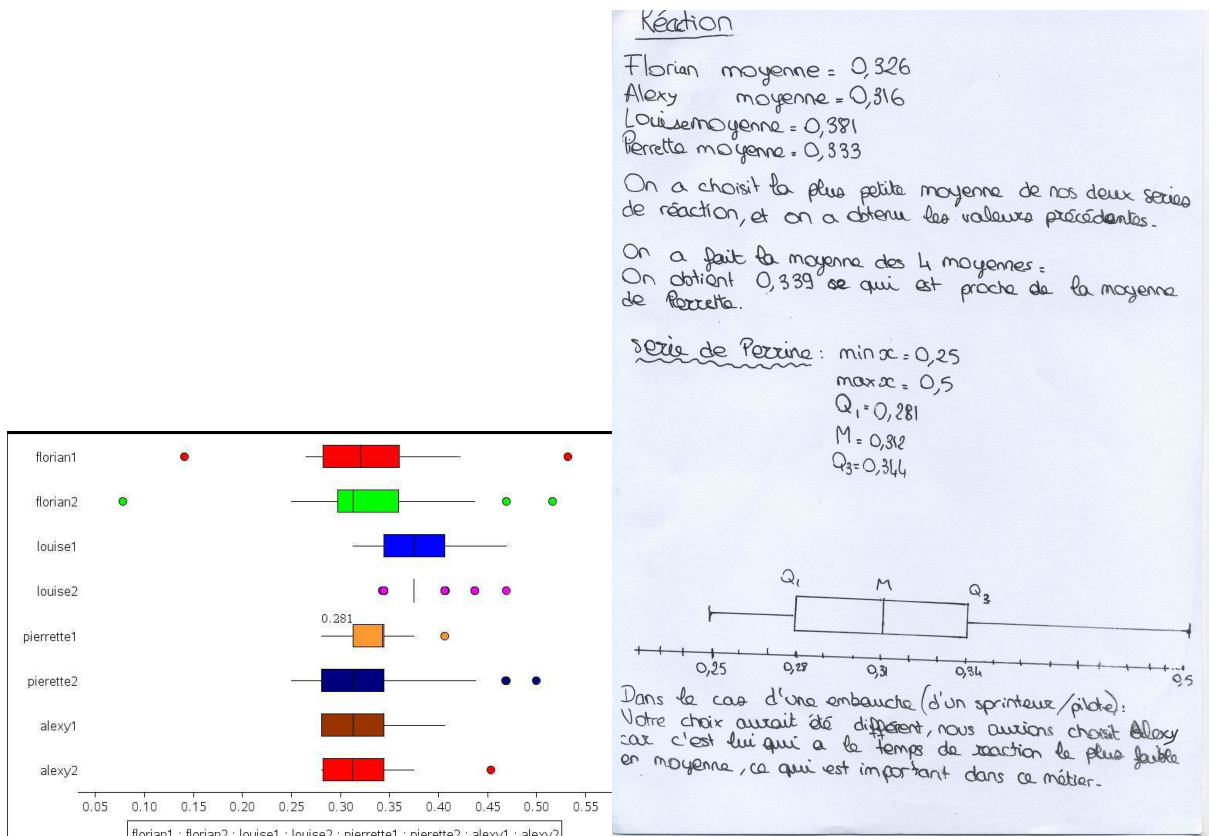 florian1
florian2
louise1
louise2
0.281
pierrette1
pierette2
alexy1
alexy2
0.05 0.10 0.15 0.20 0.25 0.30 0.35 0.40 0.45 0.50 0.55
florian1 ; florian2 ; louise1 ; louise2 ; pierrette1 ; pierette2 ; alexy1 ; alexy2
Réaction
Florian moyenne = 0,326
Alexy moyenne = 0,316
Louise moyenne = 0,381
Pierrette moyenne = 0,333
On a choisit la plus petite moyenne de nos deux series
de réaction, et on a obtenu les valeurs précédentes.
On a fait la moyenne des 4 moyennes =
On obtient 0,339 se qui est proche de la moyenne
de Perrette.
serie de Perrine : min x = 0,25
max x = 0,5
Q1 = 0,281
M = 0,312
Q3 = 0,344
Q1 M Q3
0,25 0,28 0,31 0,34 0,5
Dans le cas d'une embauche (d'un sprinteur/pilote) :
Votre choix aurait été différent, nous aurions choisit Alexy
car c'est lui qui a le temps de reaction le plus faible
en moyenne, ce qui est important dans ce métier.